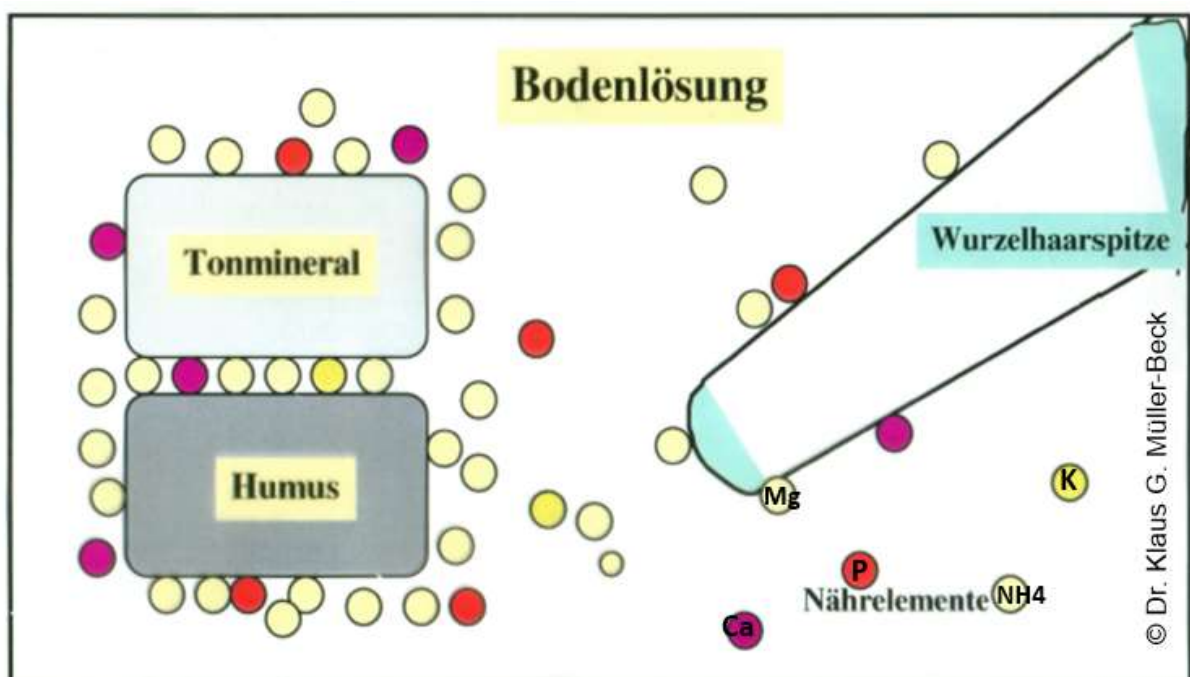 Bodenlösung
Tonmineral
Wurzelhaarspitze
Humus
Mg
K
P
Nährelemente
NH4
Ca
© Dr. Klaus G. Müller-Beck